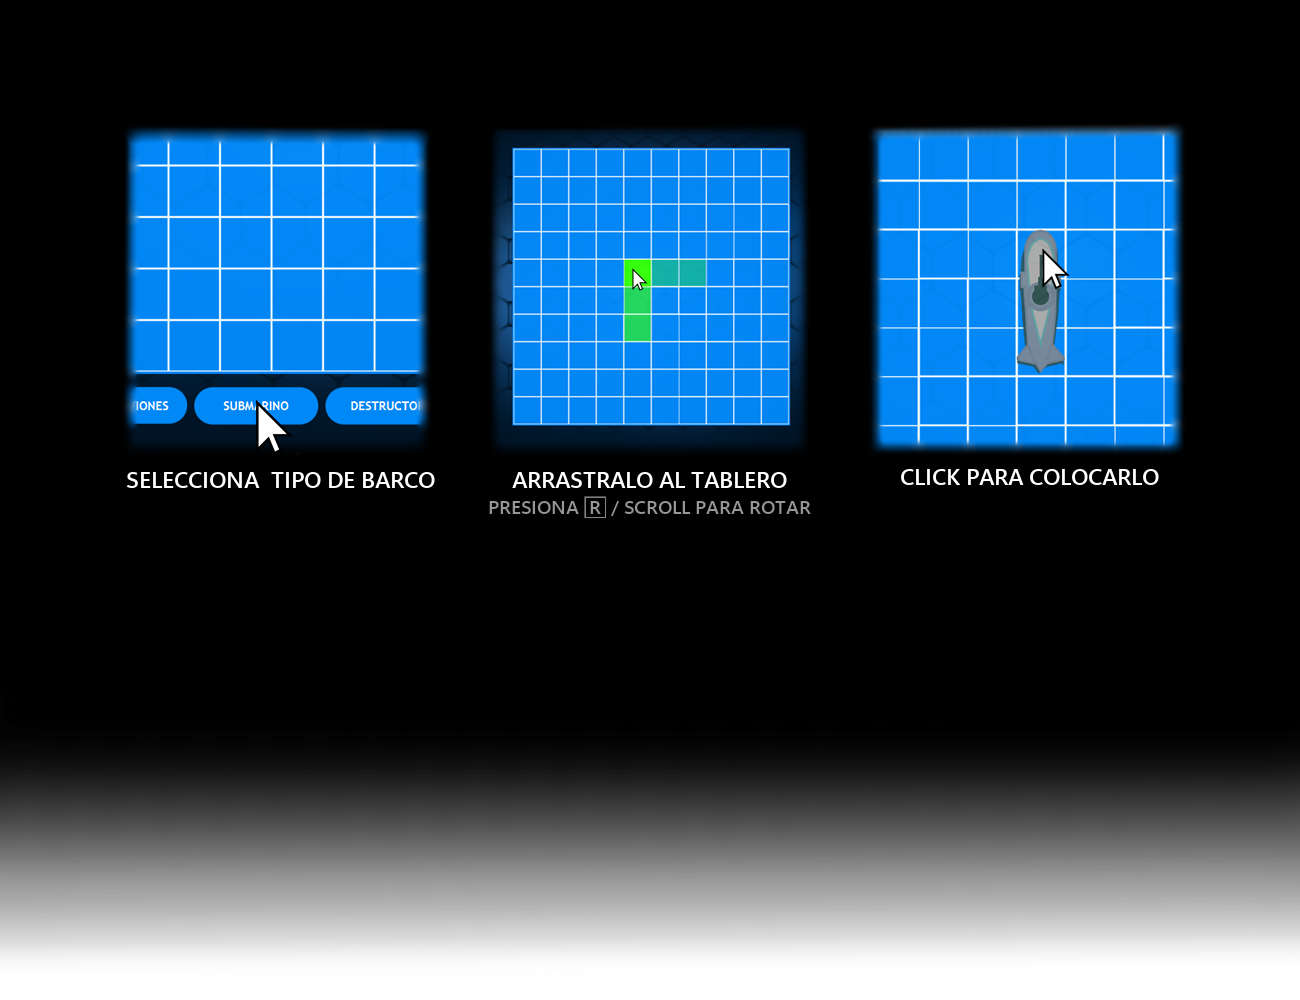 IONES
SUBMARINO
DESTRUCTO
SELECCIONA TIPO DE BARCO
ARRASTRALO AL TABLERO
PRESIONA R / SCROLL PARA ROTAR
CLICK PARA COLOCARLO